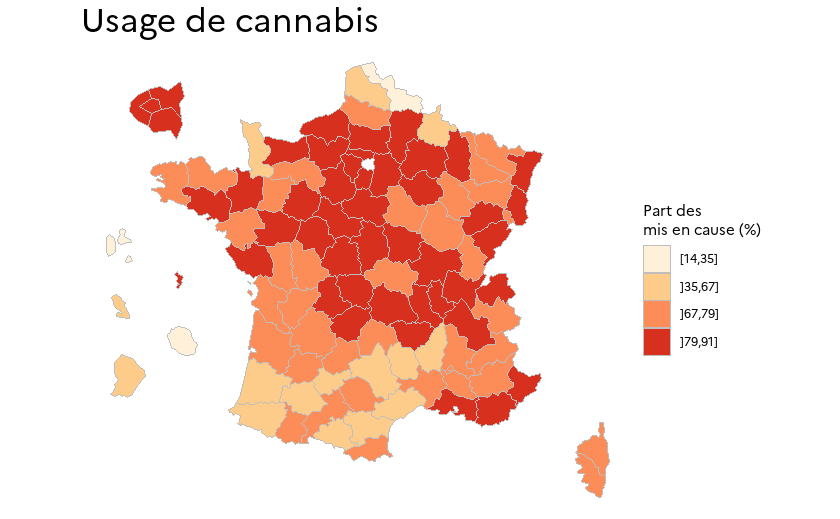 Usage de cannabis
Part des
mis en cause (%)
[14,35]
]35,67]
]67,79]
]79,91]